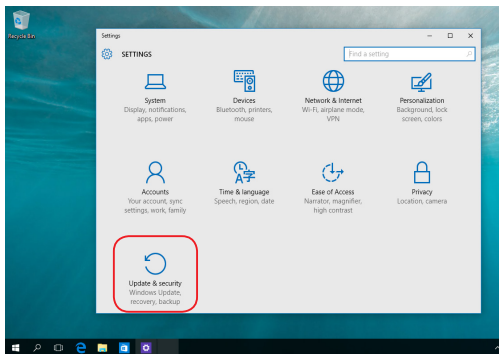 Recycle Bin
Settings
SETTINGS
Find a setting
System
Display, notifications,
apps, power
Devices
Bluetooth, printers,
mouse
Network & Internet
Wi-Fi, airplane mode,
VPN
Personalization
Background, lock
screen, colors
Accounts
Your account, sync
settings, work, family
Time & language
Speech, region, date
Ease of Access
Narrator, magnifier,
high contrast
Privacy
Location, camera
Update & security
Windows Update,
recovery, backup